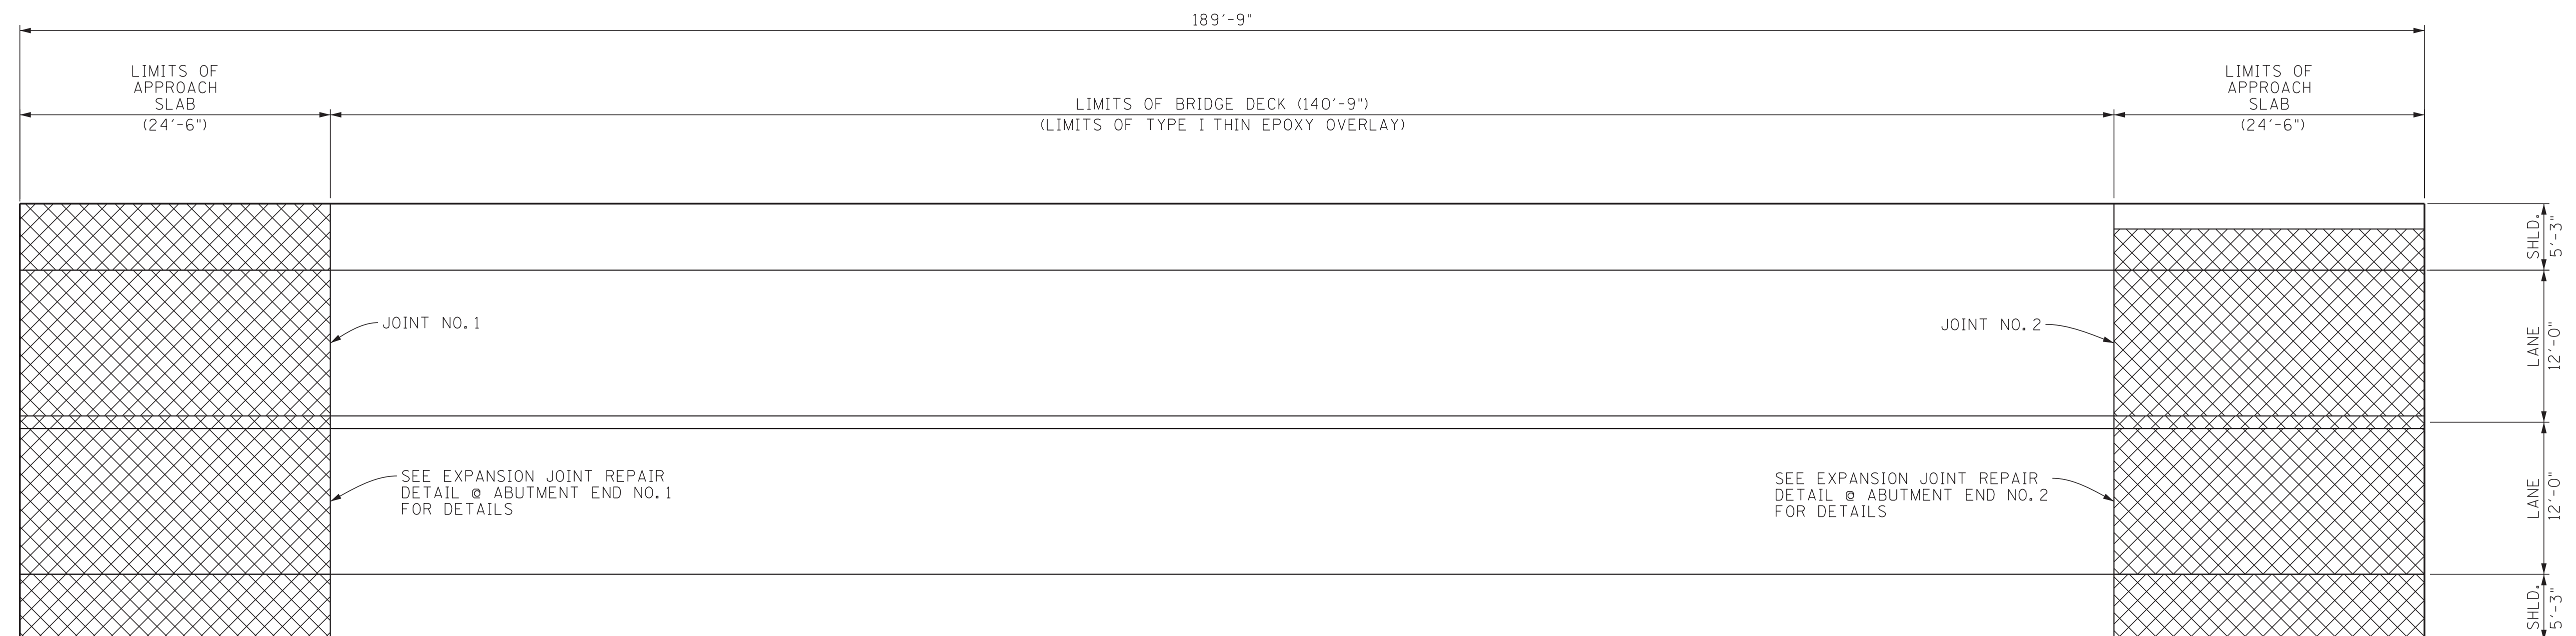 189'-9"
LIMITS OF
APPROACH
SLAB
(24'-6")
LIMITS OF BRIDGE DECK (140'-9")
(LIMITS OF TYPE I THIN EPOXY OVERLAY)
LIMITS OF
APPROACH
SLAB
(24'-6")
SHLD.
5'-3"
JOINT NO. 1
JOINT NO. 2
LANE
12'-0"
SEE EXPANSION JOINT REPAIR
DETAIL @ ABUTMENT END NO. 1
FOR DETAILS
SEE EXPANSION JOINT REPAIR
DETAIL @ ABUTMENT END NO. 2
FOR DETAILS
LANE
12'-0"
SHLD.
5'-3"